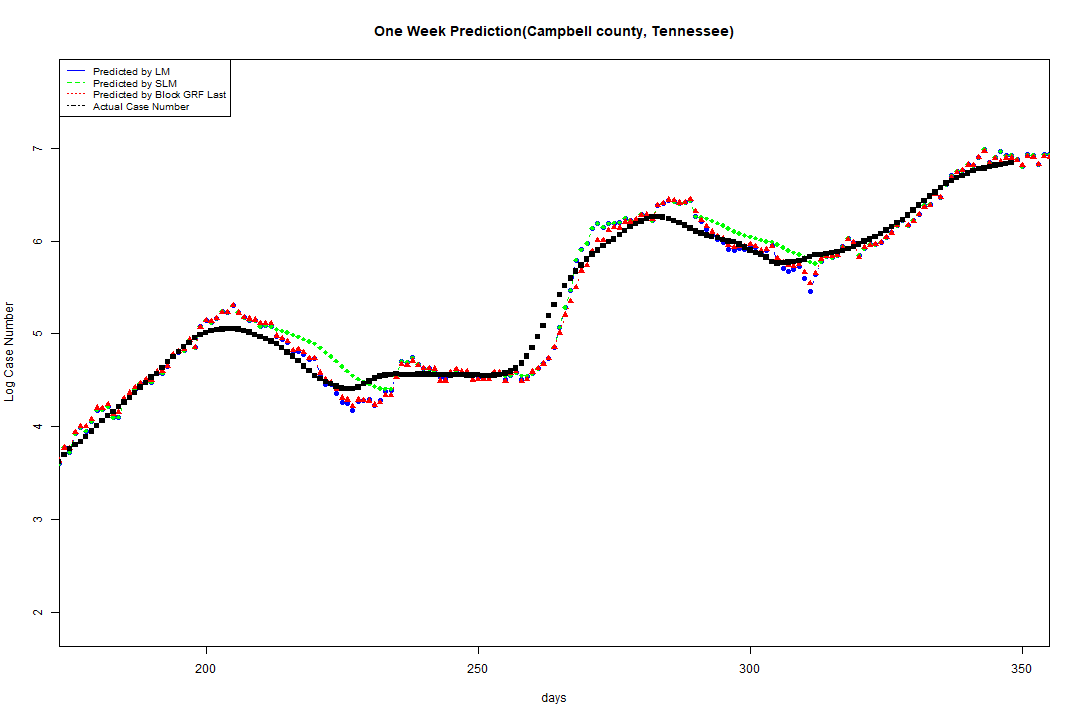 One Week Prediction(Campbell county, Tennessee)
Predicted by LM
Predicted by SLM
Predicted by Block GRF Last
Actual Case Number
7
6
5
4
3
2
Log Case Number
200
250
300
350
days